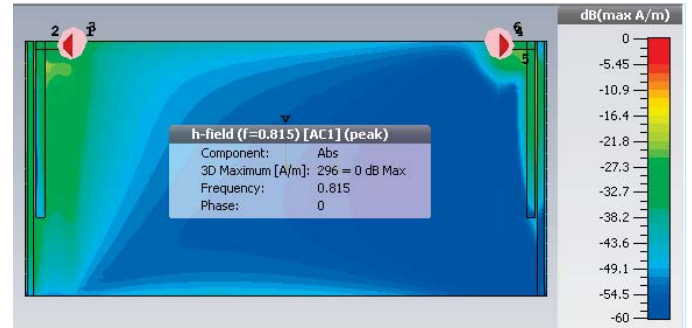 dB(max A/m)
2 1 3
6 4
5
0
-5.45
-10.9
-16.4
-21.8
-27.3
-32.7
-38.2
-43.6
-49.1
-54.5
-60
h-field (f=0.815) [AC1] (peak)
Component: Abs
3D Maximum [A/m]: 296 = 0 dB Max
Frequency: 0.815
Phase: 0